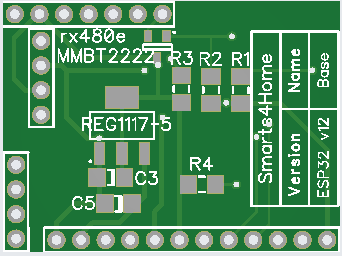 rx480e
MMBT2222
R3 R2 R1
REG1117-5
R4
C3
C5
Smarts4Home
Version Name
ESP32 v12 Base